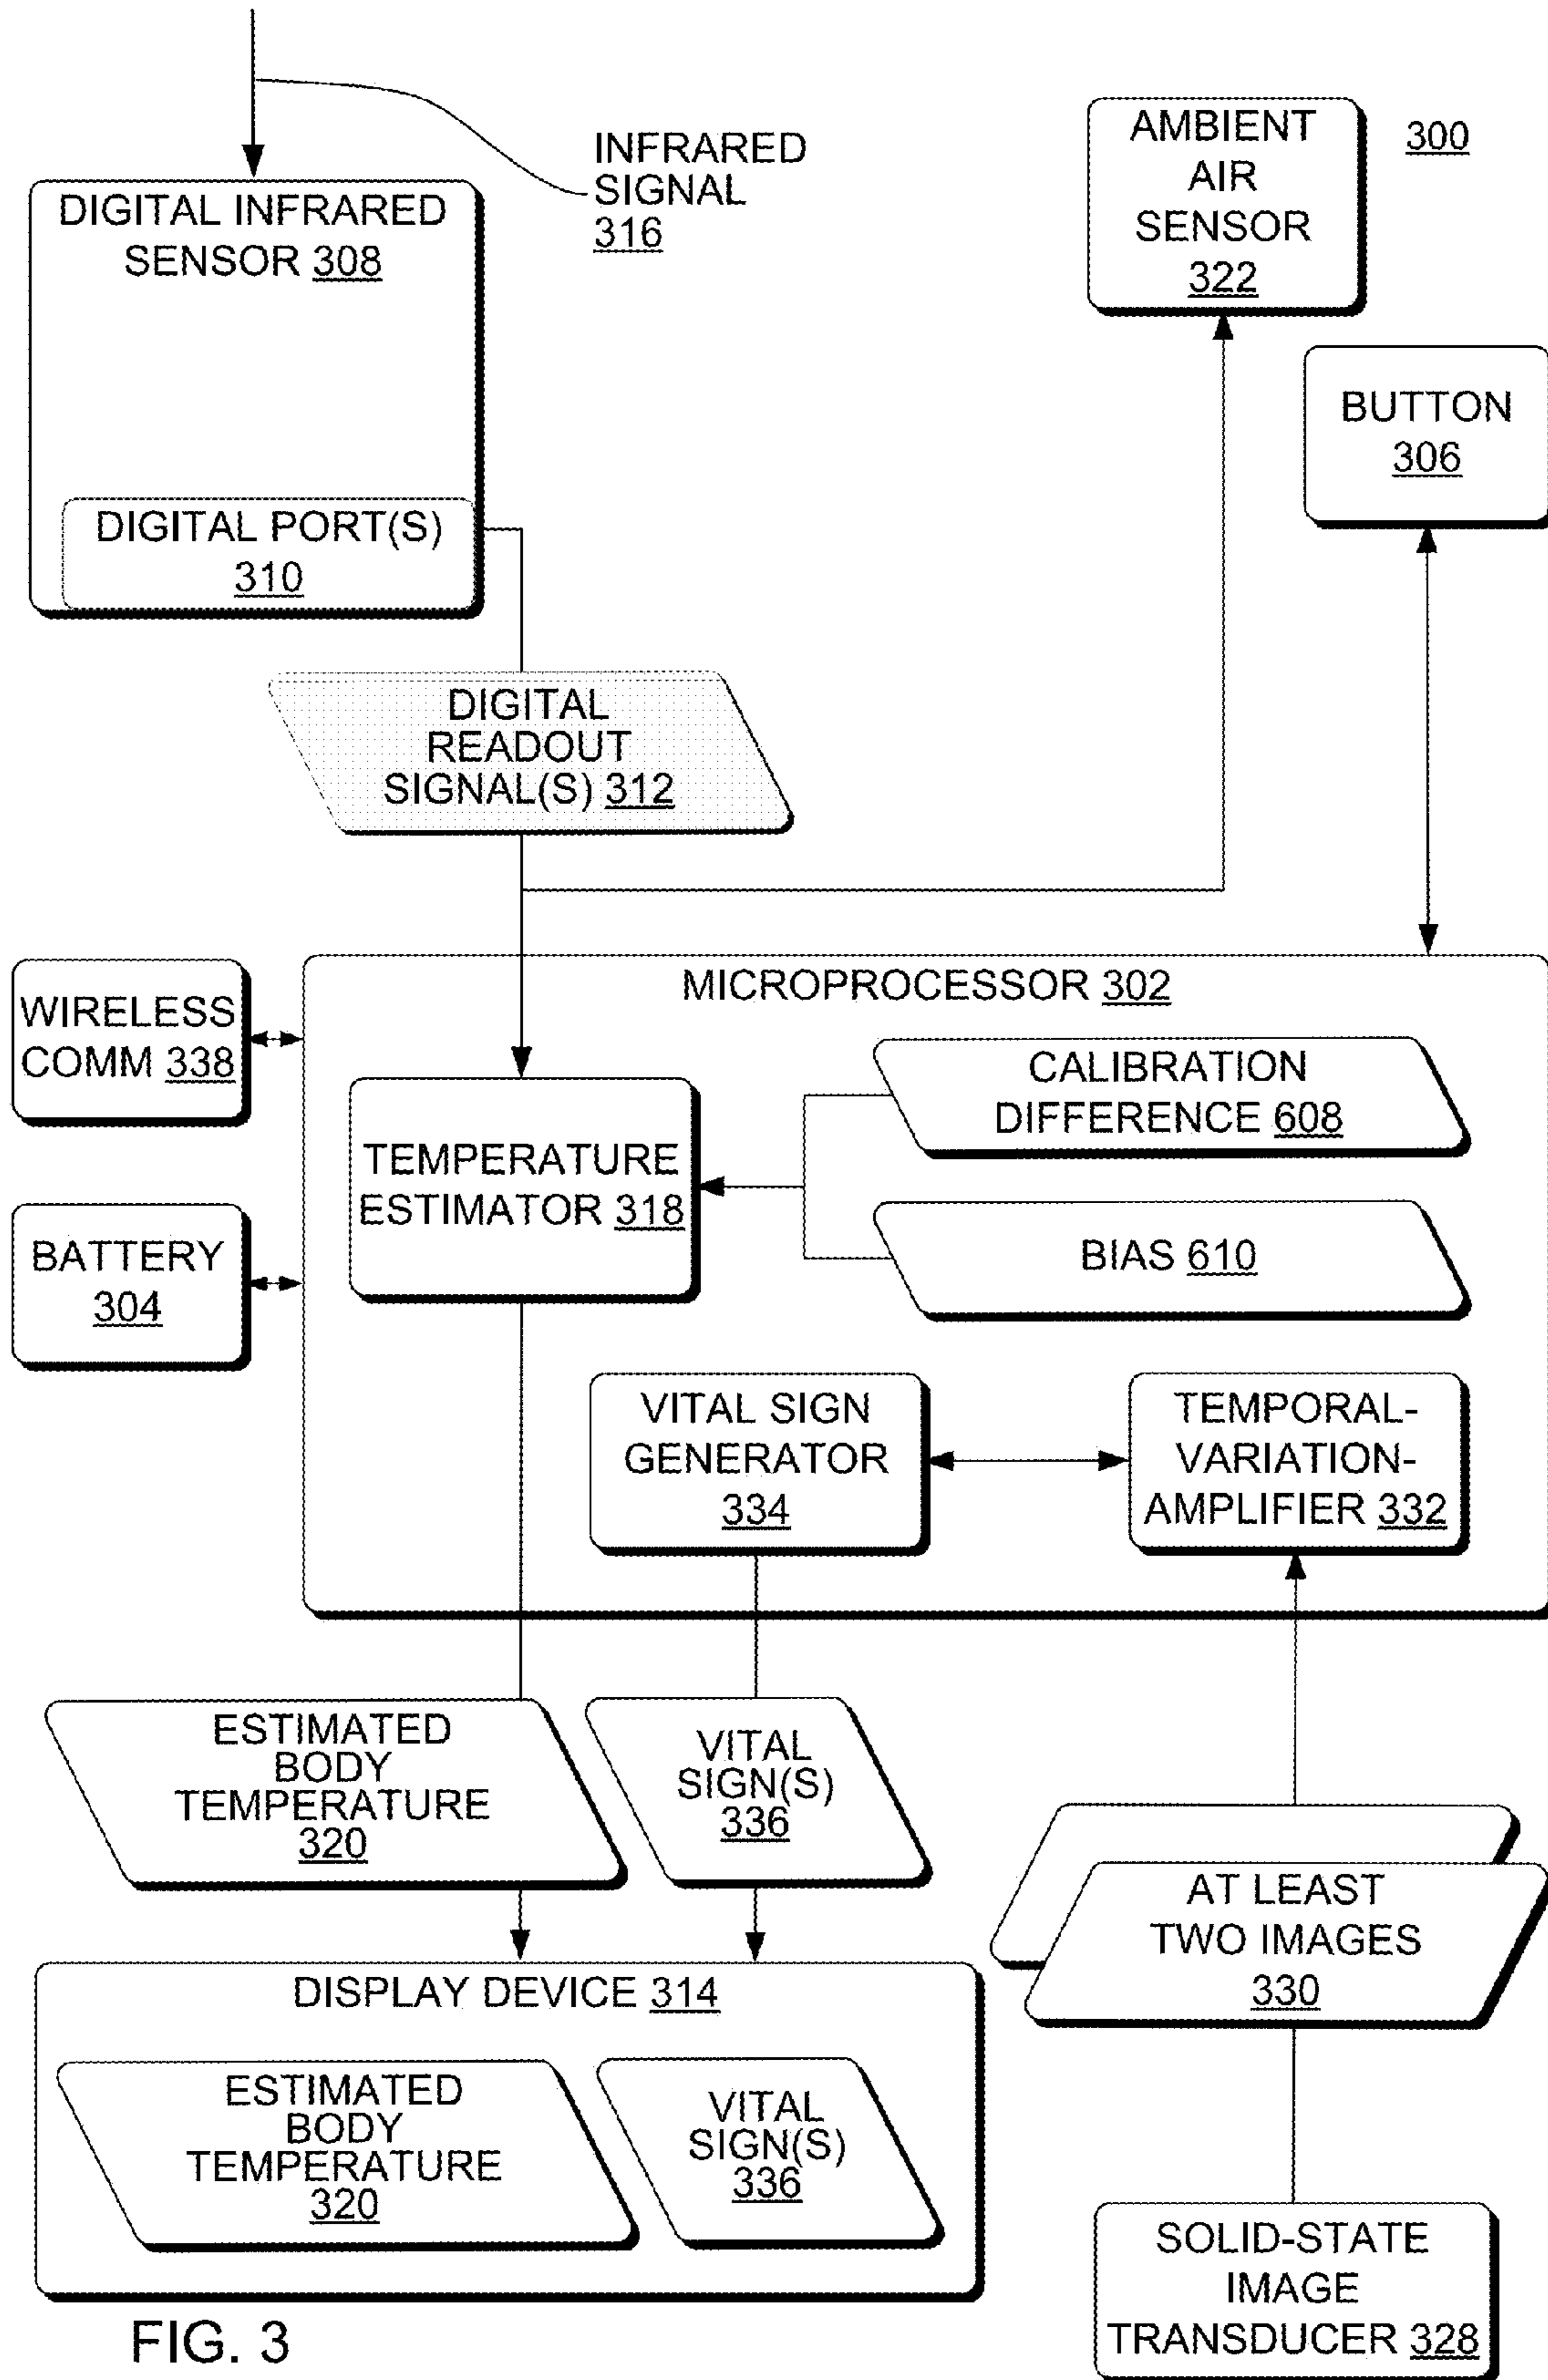 INFRARED
SIGNAL
316
AMBIENT
AIR
SENSOR
322
300
DIGITAL INFRARED
SENSOR 308
BUTTON
306
DIGITAL PORT(S)
310
DIGITAL
READOUT
SIGNAL(S) 312
MICROPROCESSOR 302
WIRELESS
COMM 338
CALIBRATION
DIFFERENCE 608
TEMPERATURE
ESTIMATOR 318
BIAS 610
BATTERY
304
VITAL SIGN
GENERATOR
334
TEMPORAL-
VARIATION-
AMPLIFIER 332
ESTIMATED
BODY
TEMPERATURE
320
VITAL
SIGN(S)
336
AT LEAST
TWO IMAGES
330
DISPLAY DEVICE 314
ESTIMATED
BODY
TEMPERATURE
320
VITAL
SIGN(S)
336
SOLID-STATE
IMAGE
TRANSDUCER 328
FIG. 3